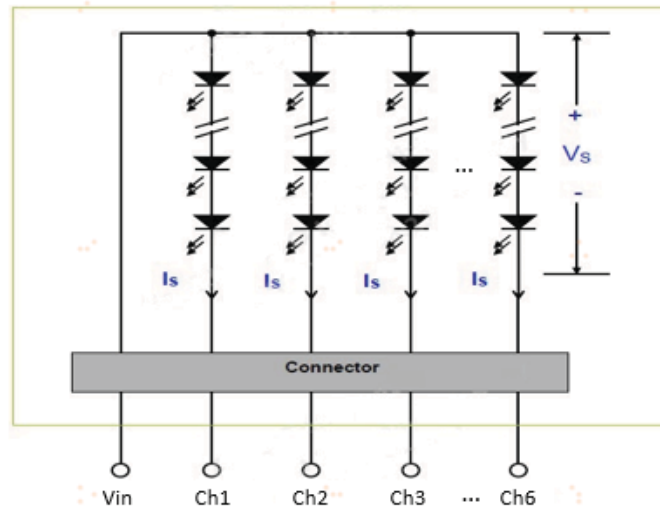 +
...
Vs
-
Is Is Is Is
Connector
Vin Ch1 Ch2 Ch3 ... Ch6